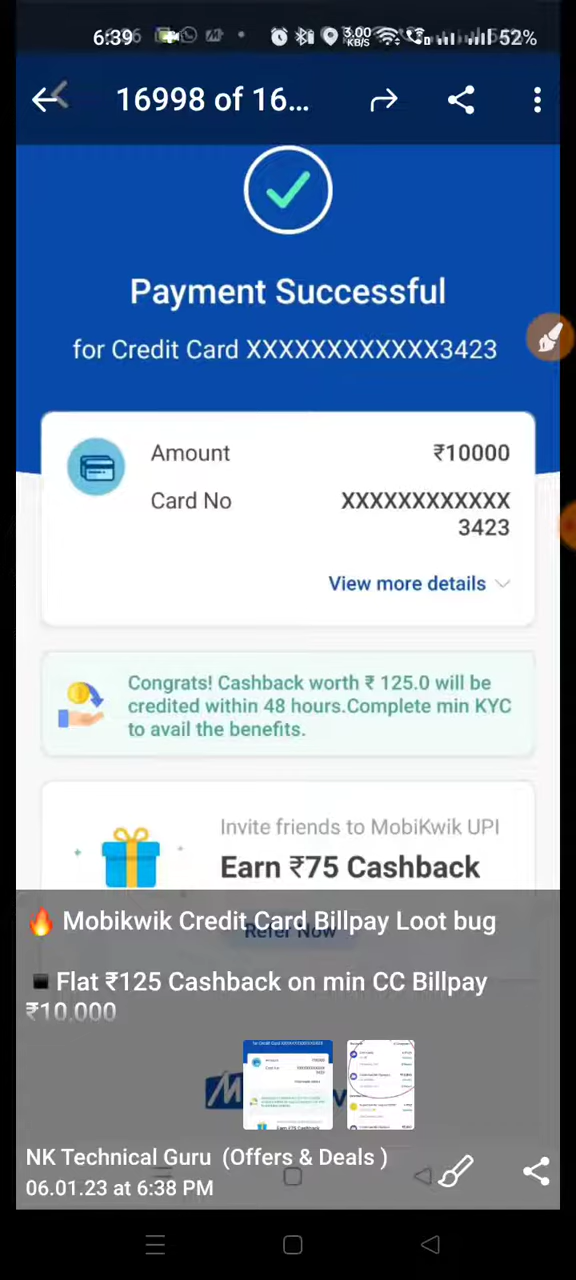 6:39
3.00
KB/S
52%
16998 of 16...
Payment Successful
for Credit Card XXXXXXXXXXXX3423
Amount ₹10000
Card No XXXXXXXXXXXX
3423
View more details
Congrats! Cashback worth ₹ 125.0 will be
credited within 48 hours.Complete min KYC
to avail the benefits.
Invite friends to MobiKwik UPI
Earn ₹75 Cashback
🔥 Mobikwik Credit Card Billpay Loot bug
Refer Now
▪Flat ₹125 Cashback on min CC Billpay
₹10,000
NK Technical Guru (Offers & Deals )
06.01.23 at 6:38 PM